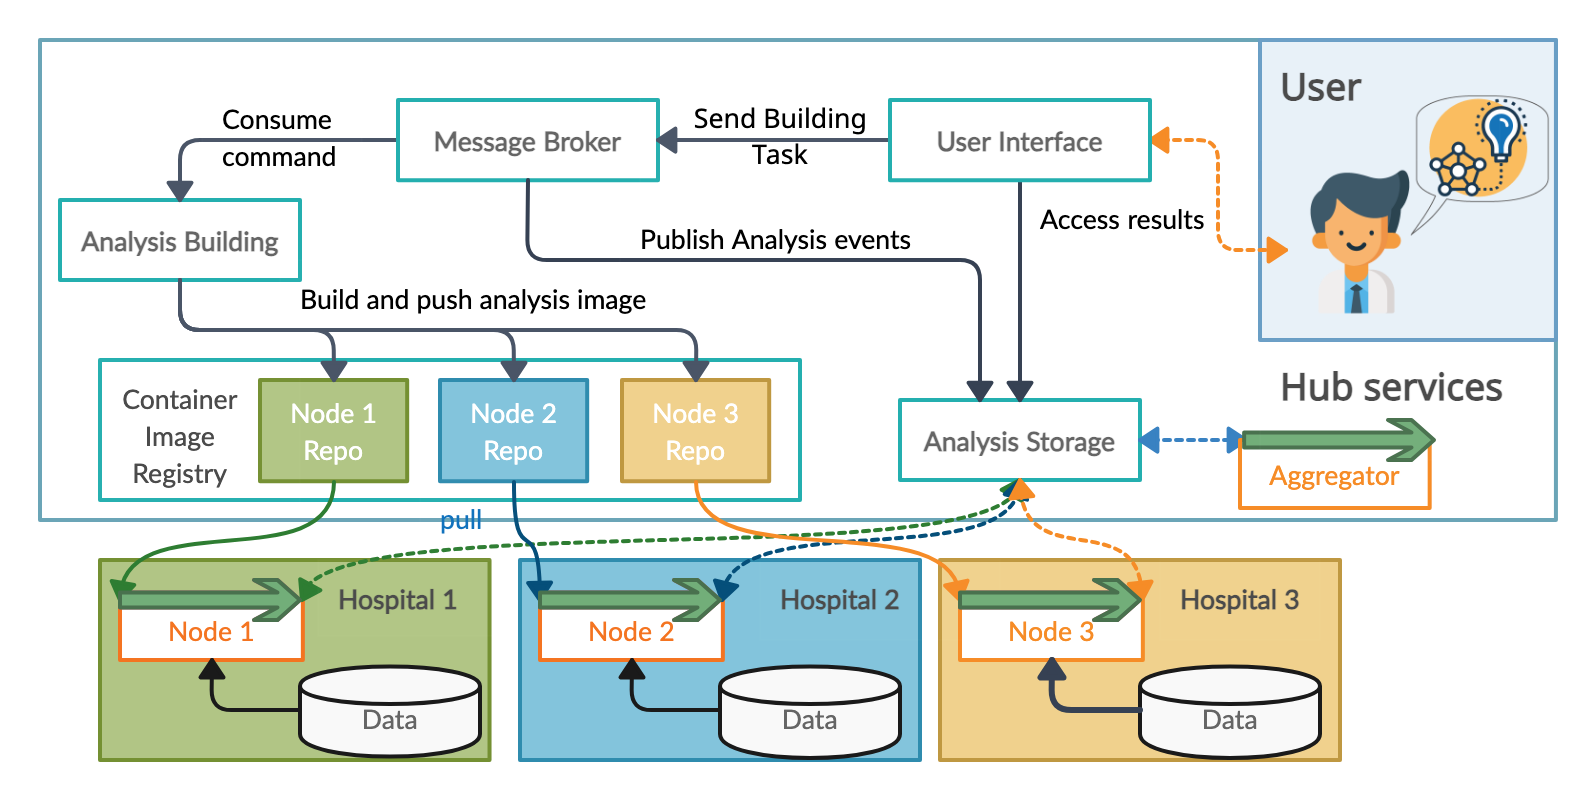 User
Consume
command
Message Broker
Send Building
Task
User Interface
Access results
Analysis Building
Publish Analysis events
Build and push analysis image
Hub services
Container
Image
Registry
Node 1
Repo
Node 2
Repo
Node 3
Repo
Analysis Storage
Aggregator
pull
Hospital 1
Node 1
Data
Hospital 2
Node 2
Data
Hospital 3
Node 3
Data